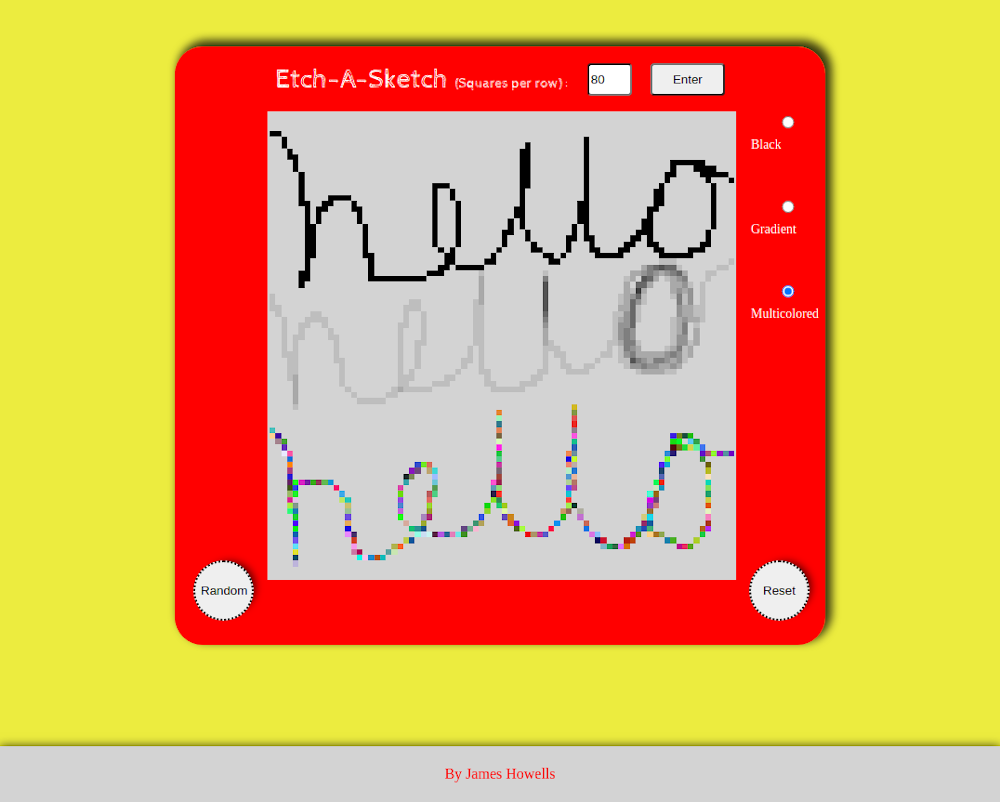 Etch-A-Sketch (Squares per row) : 80 Enter
Black
Gradient
Multicolored
hello
hello
hello
Random
Reset
By James Howells